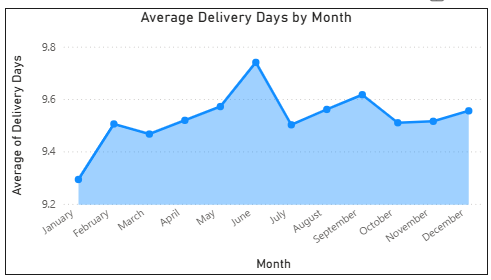 Average Delivery Days by Month
Average of Delivery Days
9.8
9.6
9.4
9.2
January
February
March
April
May
June
July
August
September
October
November
December
Month